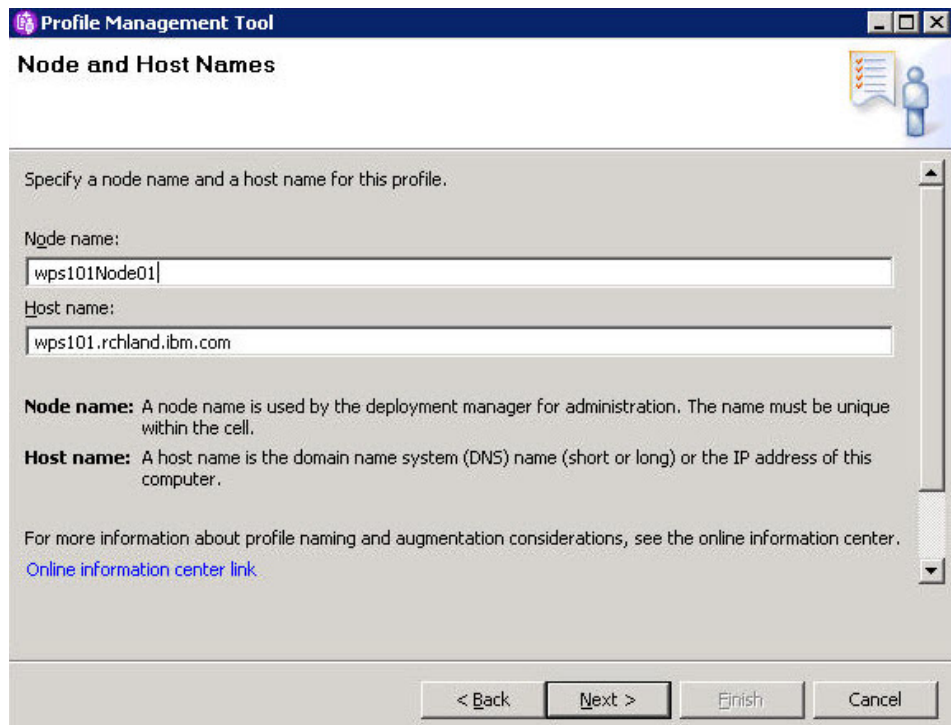 Profile Management Tool
Node and Host Names
Specify a node name and a host name for this profile.
Node name:
wps101Node01
Host name:
wps101.rchland.ibm.com
Node name: A node name is used by the deployment manager for administration. The name must be unique
within the cell.
Host name: A host name is the domain name system (DNS) name (short or long) or the IP address of this
computer.
For more information about profile naming and augmentation considerations, see the online information center.
Online information center link
< Back Next > Finish Cancel